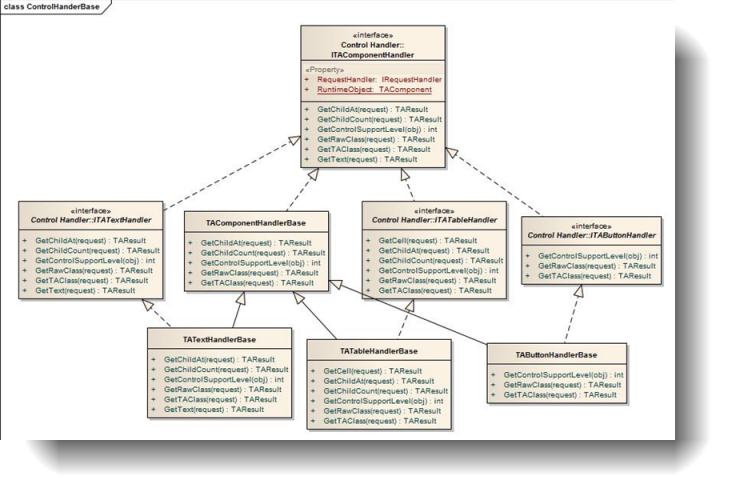 class ControlHanderBase
«interface»
Control Handler::
ITAComponentHandler
«Property»
+ RequestHandler: IRequestHandler
+ RuntimeObject: TAComponent
+ GetChildAt(request) : TAResult
+ GetChildCount(request) : TAResult
+ GetControlSupportLevel(obj) : int
+ GetRawClass(request) : TAResult
+ GetTAClass(request) : TAResult
+ GetText(request) : TAResult
«interface»
Control Handler::ITATextHandler
+ GetChildAt(request) : TAResult
+ GetChildCount(request) : TAResult
+ GetControlSupportLevel(obj) : int
+ GetRawClass(request) : TAResult
+ GetTAClass(request) : TAResult
+ GetText(request) : TAResult
TAComponentHandlerBase
+ GetChildAt(request) : TAResult
+ GetChildCount(request) : TAResult
+ GetControlSupportLevel(obj) : int
+ GetRawClass(request) : TAResult
+ GetTAClass(request) : TAResult
«interface»
Control Handler::ITATableHandler
+ GetCell(request) : TAResult
+ GetChildAt(request) : TAResult
+ GetChildCount(request) : TAResult
+ GetControlSupportLevel(obj) : int
+ GetRawClass(request) : TAResult
+ GetTAClass(request) : TAResult
«interface»
Control Handler::ITAButtonHandler
+ GetControlSupportLevel(obj) : int
+ GetRawClass(request) : TAResult
+ GetTAClass(request) : TAResult
TATextHandlerBase
+ GetChildAt(request) : TAResult
+ GetChildCount(request) : TAResult
+ GetControlSupportLevel(obj) : int
+ GetRawClass(request) : TAResult
+ GetTAClass(request) : TAResult
+ GetText(request) : TAResult
TATableHandlerBase
+ GetCell(request) : TAResult
+ GetChildAt(request) : TAResult
+ GetChildCount(request) : TAResult
+ GetControlSupportLevel(obj) : int
+ GetRawClass(request) : TAResult
+ GetTAClass(request) : TAResult
TAButtonHandlerBase
+ GetControlSupportLevel(obj) : int
+ GetRawClass(request) : TAResult
+ GetTAClass(request) : TAResult